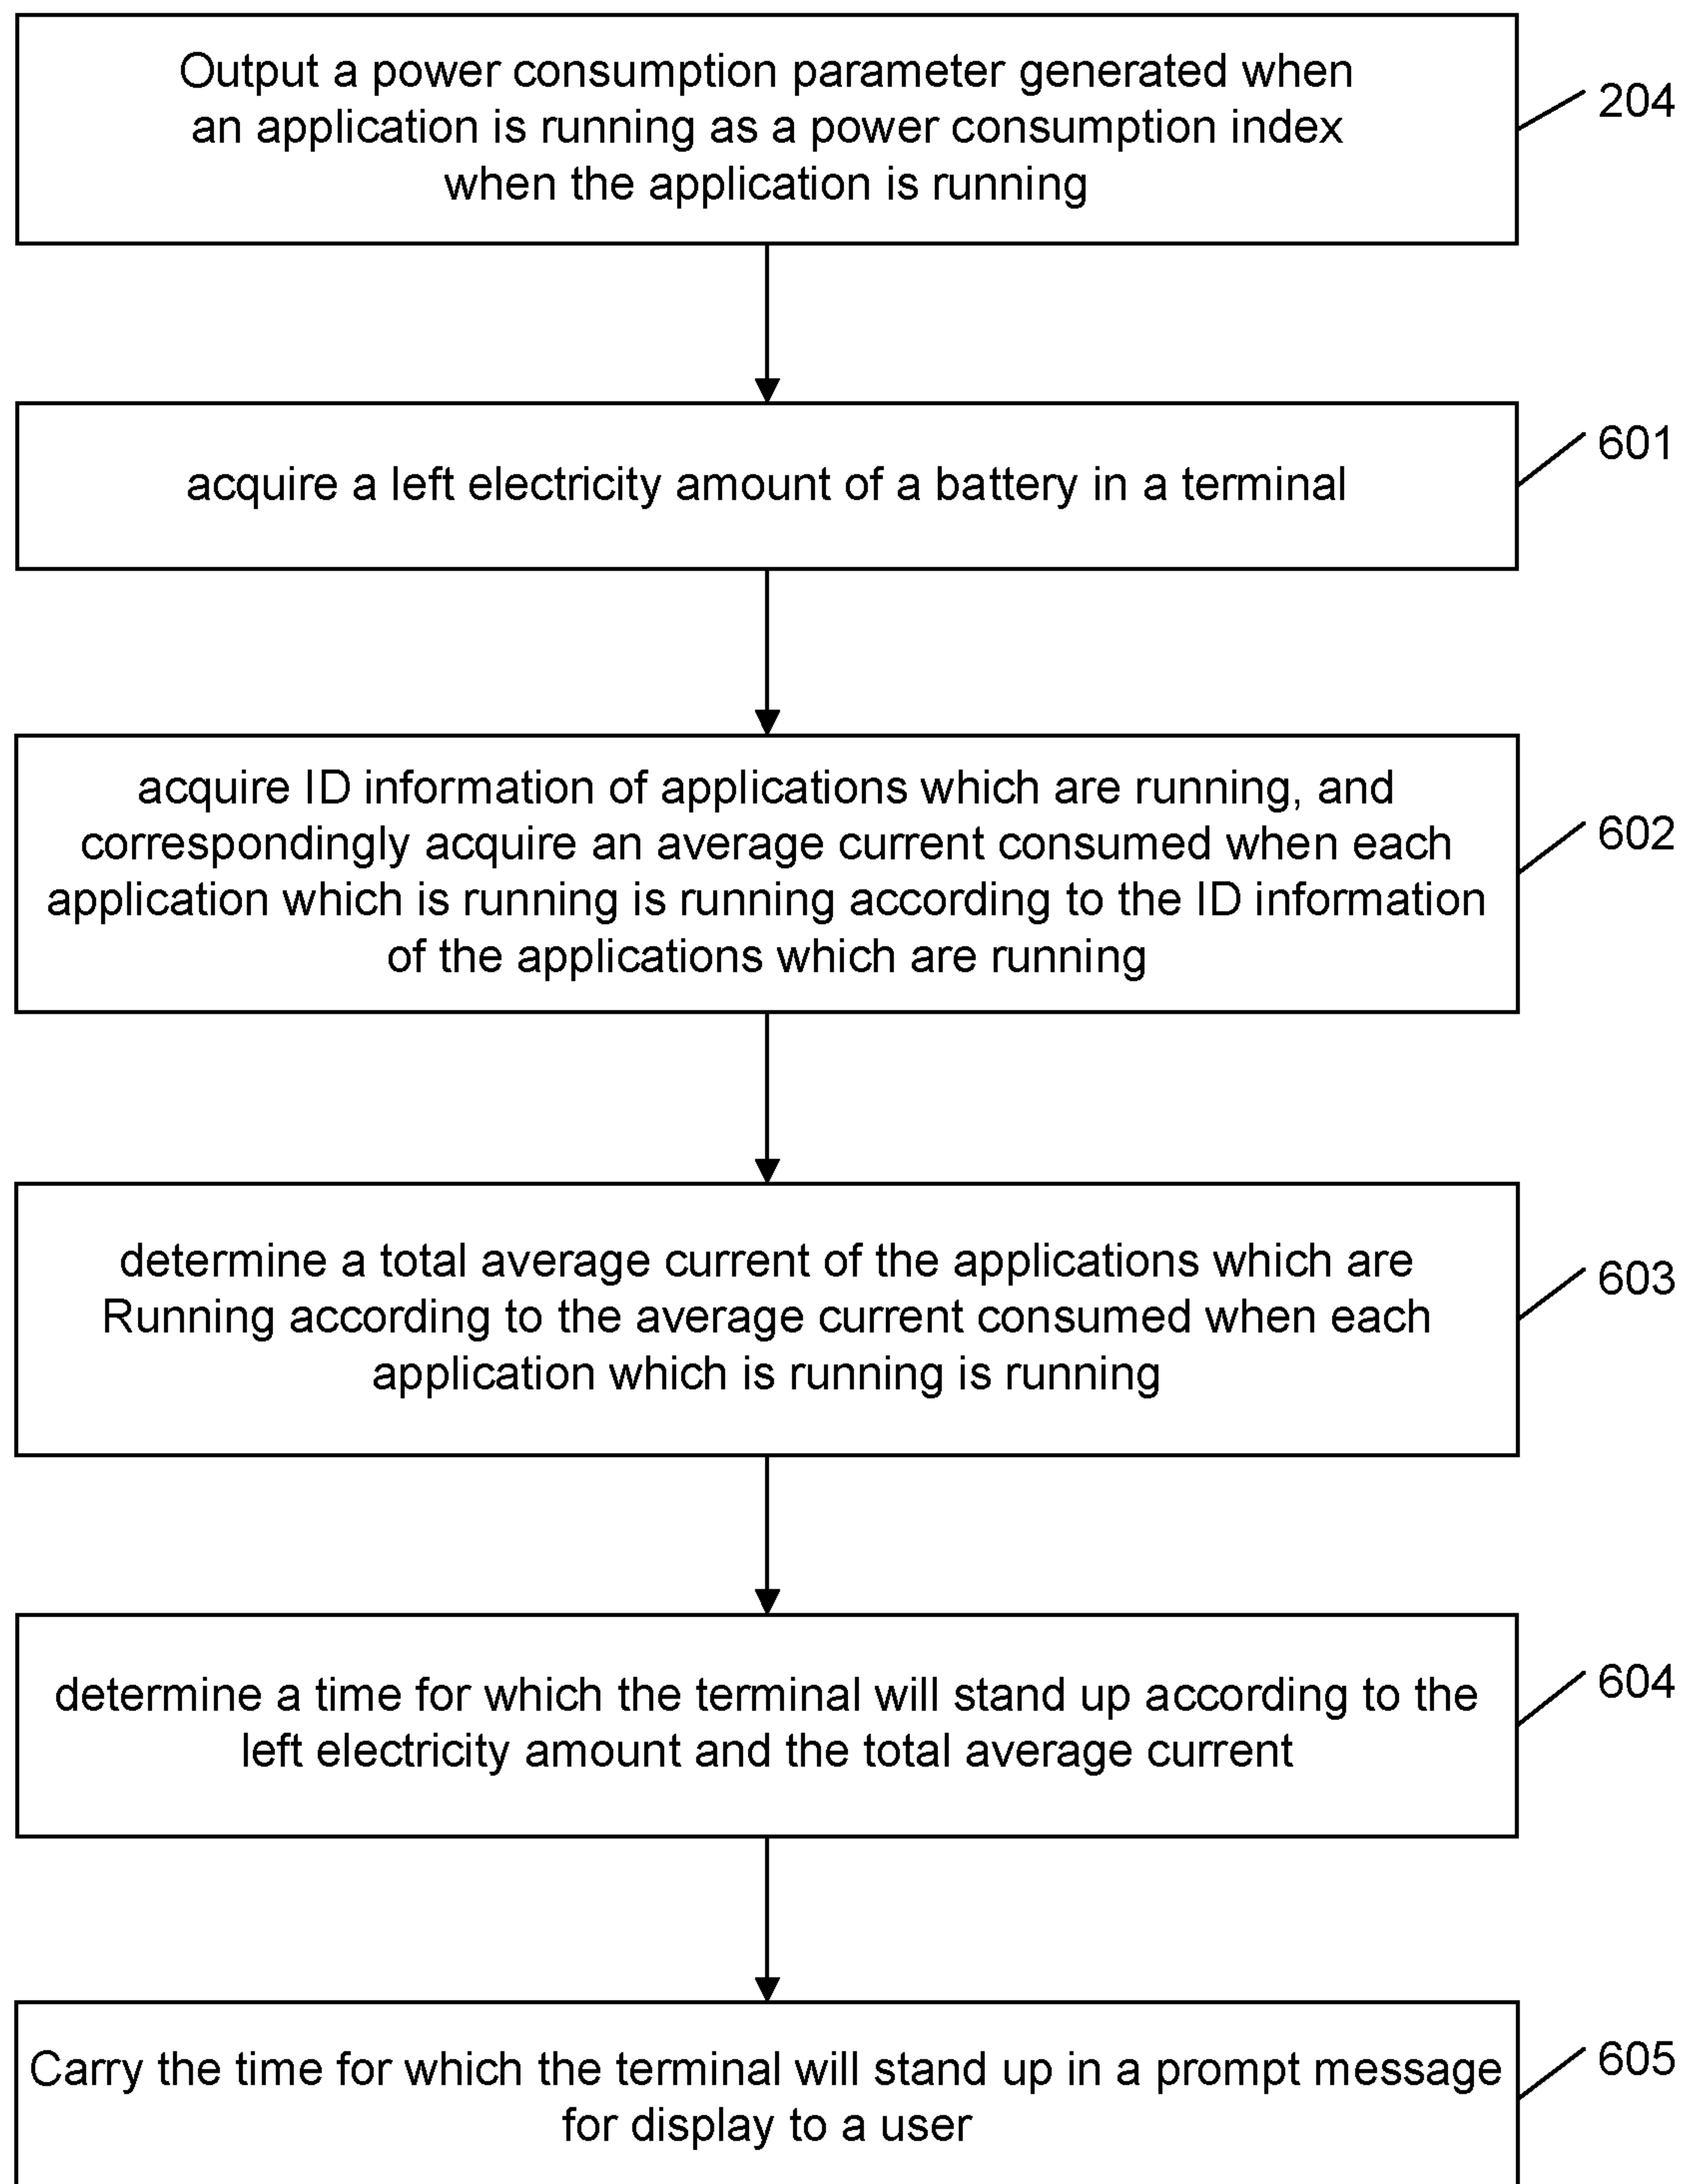 Output a power consumption parameter generated when
an application is running as a power consumption index
when the application is running
204
acquire a left electricity amount of a battery in a terminal
601
acquire ID information of applications which are running, and
correspondingly acquire an average current consumed when each
application which is running is running according to the ID information
of the applications which are running
602
determine a total average current of the applications which are
Running according to the average current consumed when each
application which is running is running
603
determine a time for which the terminal will stand up according to the
left electricity amount and the total average current
604
Carry the time for which the terminal will stand up in a prompt message
for display to a user
605